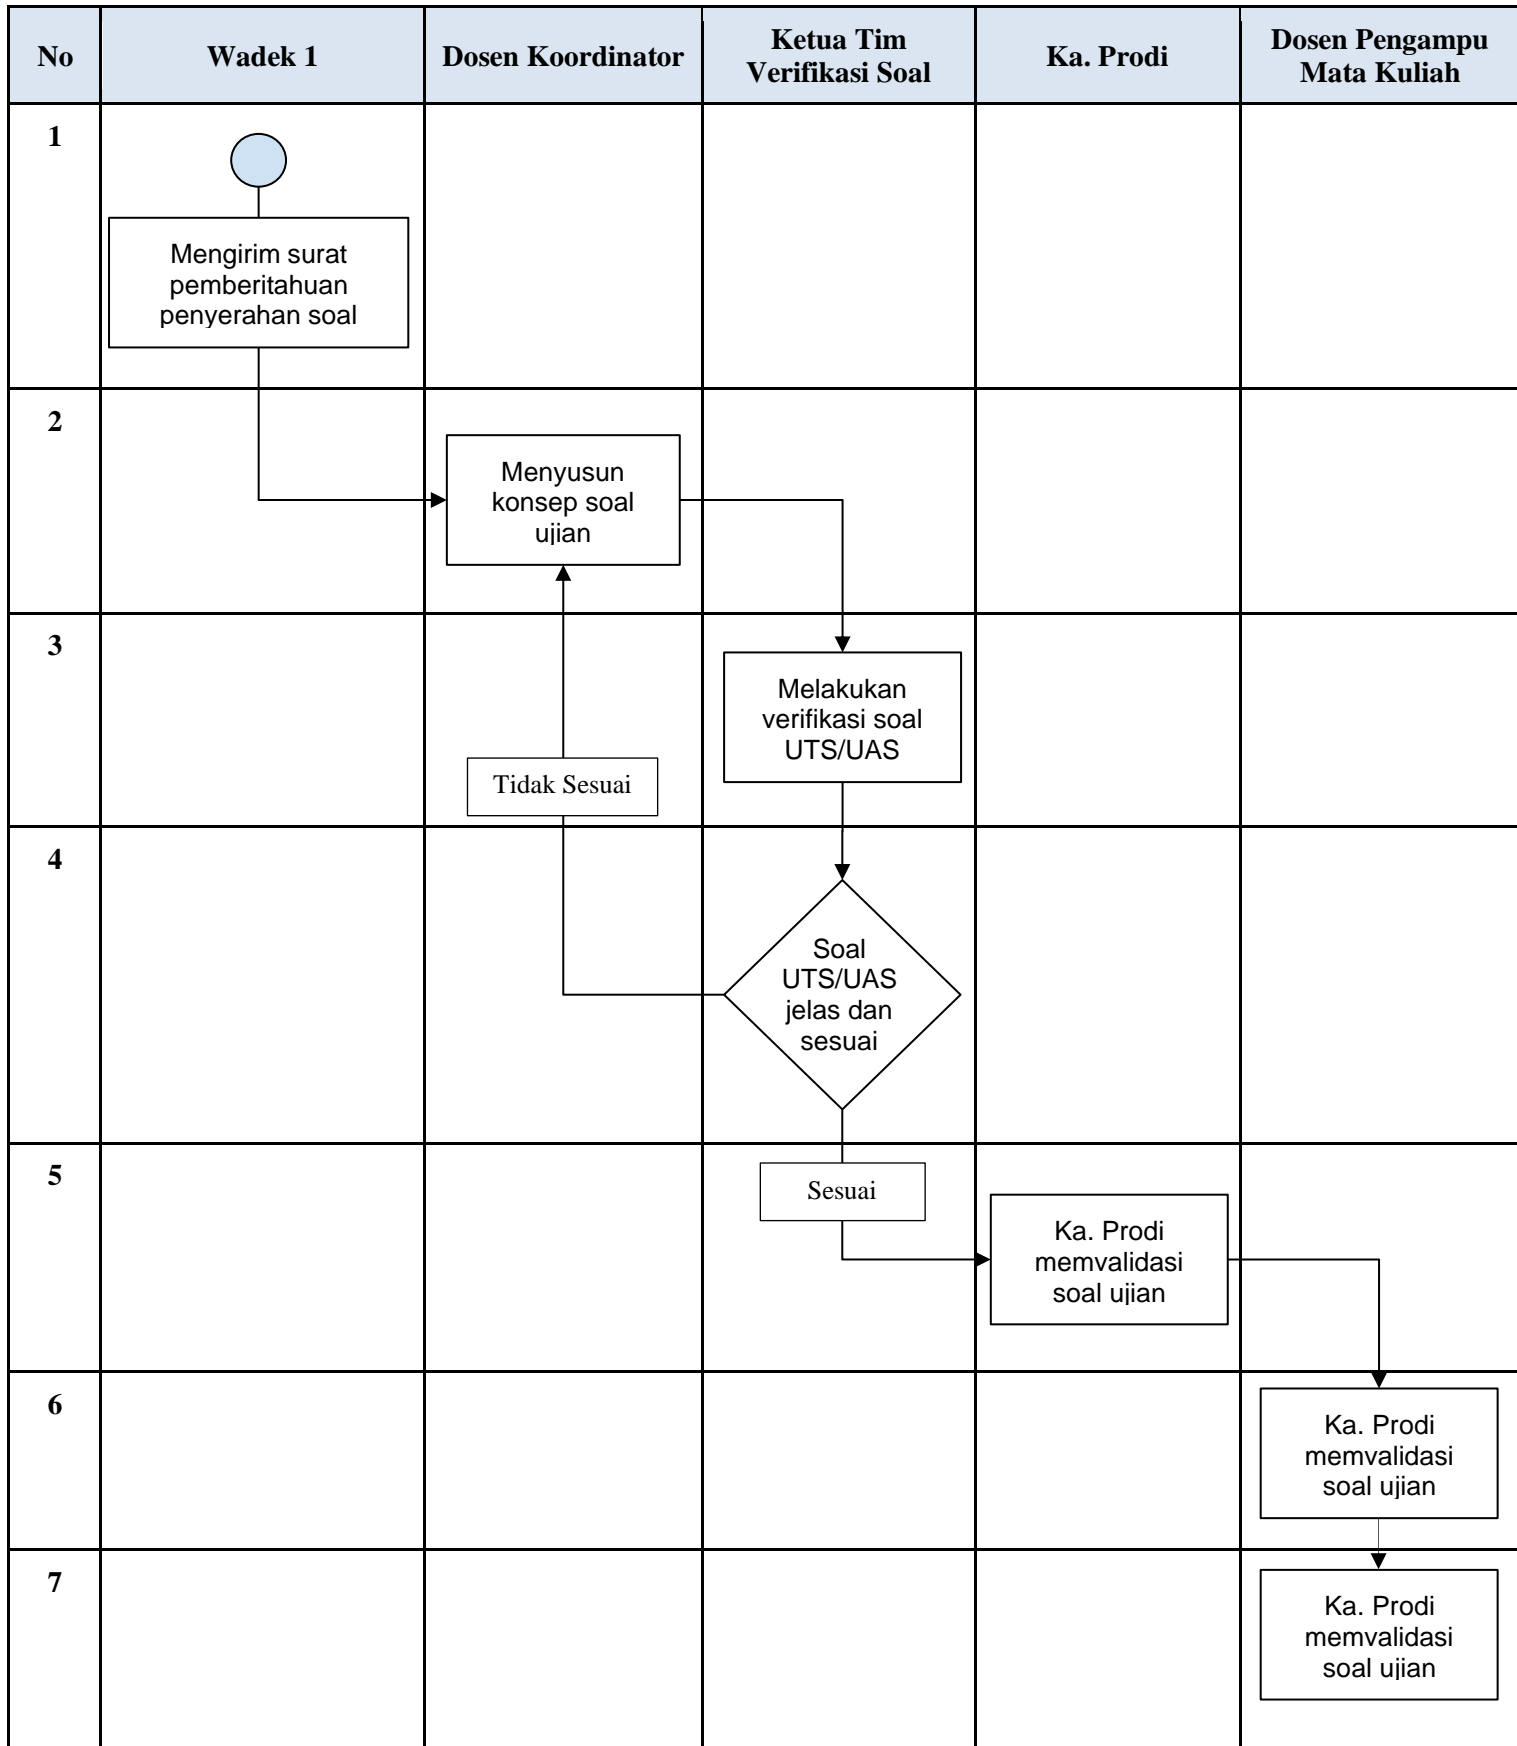 No
Wadek 1
Dosen Koordinator
Ketua Tim
Verifikasi Soal
Ka. Prodi
Dosen Pengampu
Mata Kuliah
1
Mengirim surat
pemberitahuan
penyerahan soal
2
Menyusun
konsep soal
ujian
3
Melakukan
verifikasi soal
UTS/UAS
Tidak Sesuai
4
Soal
UTS/UAS
jelas dan
sesuai
5
Sesuai
Ka. Prodi
memvalidasi
soal ujian
6
Ka. Prodi
memvalidasi
soal ujian
7
Ka. Prodi
memvalidasi
soal ujian